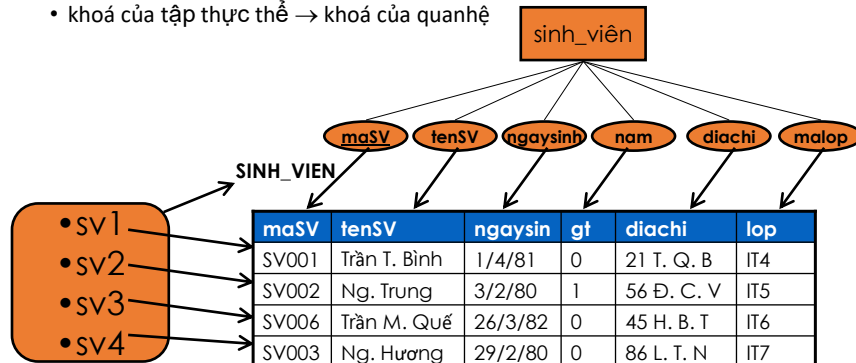 • khoá của tập thực thể → khoá của quanhệ
sinh_viên
maSV tenSV ngaysinh nam diachi malop
SINH_VIEN
•sv1
•sv2
•sv3
•sv4
maSV tenSV ngaysin gt diachi lop
SV001 Trần T. Bình 1/4/81 0 21 T. Q. B IT4
SV002 Ng. Trung 3/2/80 1 56 Đ. C. V IT5
SV006 Trần M. Quế 26/3/82 0 45 H. B. T IT6
SV003 Ng. Hương 29/2/80 0 86 L. T. N IT7